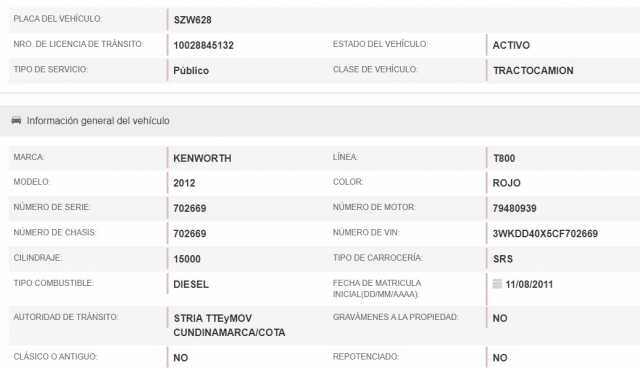 PLACA DEL VEHÍCULO: SZW628
NRO. DE LICENCIA DE TRÁNSITO: 10028845132 ESTADO DEL VEHÍCULO: ACTIVO
TIPO DE SERVICIO: Público CLASE DE VEHÍCULO: TRACTOCAMION
Información general del vehículo
MARCA: KENWORTH LÍNEA: T800
MODELO: 2012 COLOR: ROJO
NÚMERO DE SERIE: 702669 NÚMERO DE MOTOR: 79480939
NÚMERO DE CHASIS: 702669 NÚMERO DE VIN: 3WKDD40X5CF702669
CILINDRAJE: 15000 TIPO DE CARROCERÍA: SRS
TIPO COMBUSTIBLE: DIESEL FECHA DE MATRICULA INICIAL(DD/MM/AAAA): 11/08/2011
AUTORIDAD DE TRÁNSITO: STRIA TTEyMOV CUNDINAMARCA/COTA GRAVÁMENES A LA PROPIEDAD: NO
CLÁSICO O ANTIGUO: NO REPOTENCIADO: NO